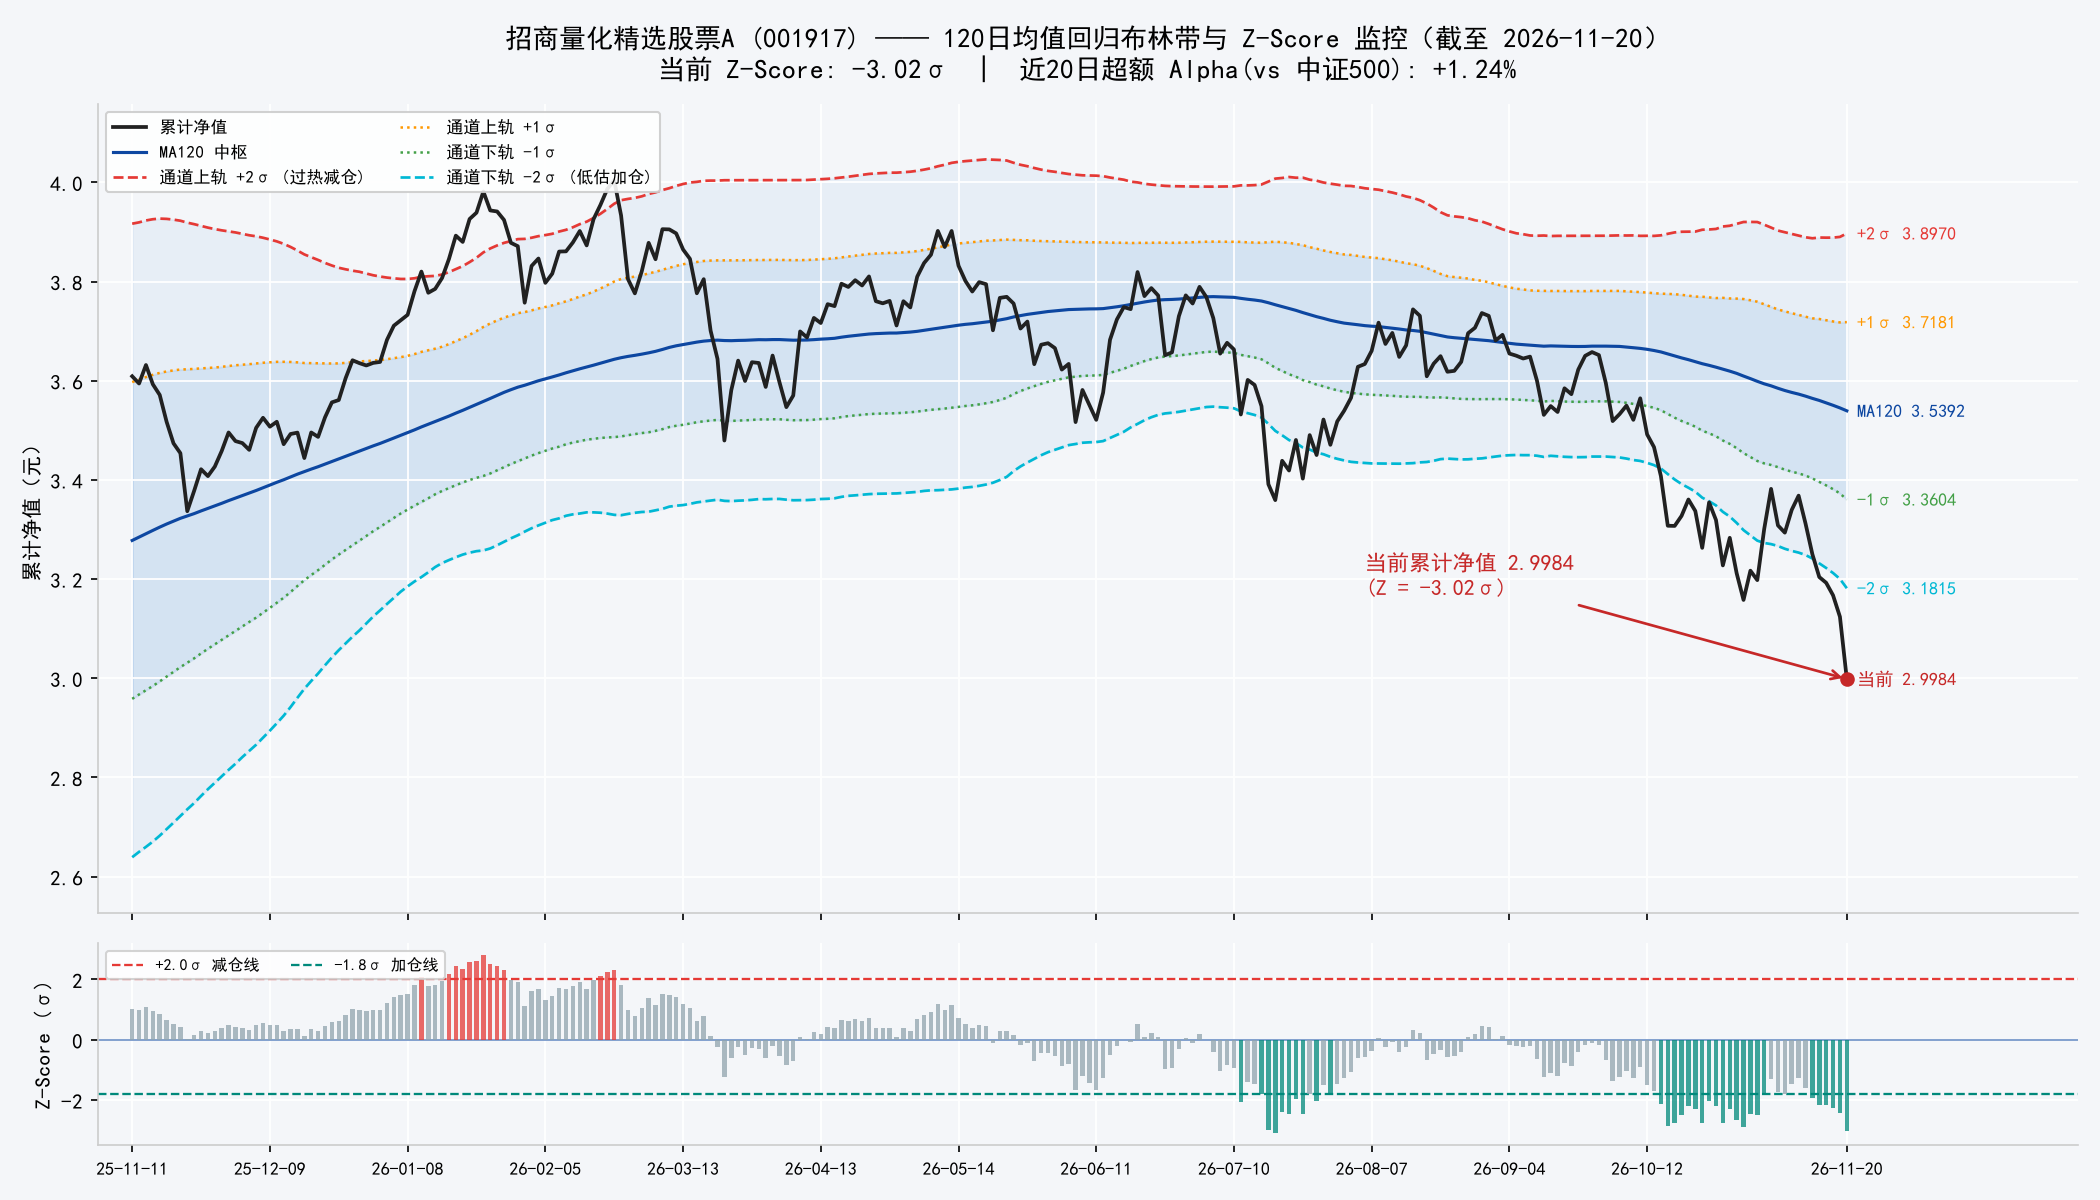 招商量化精选股票A (001917) —— 120日均值回归布林带与 Z-Score 监控（截至 2026-11-20）
当前 Z-Score: -3.02σ | 近20日超额 Alpha(vs 中证500): +1.24%
累计净值
MA120 中枢
通道上轨 +2σ（过热减仓）
通道上轨 +1σ
通道下轨 -1σ
通道下轨 -2σ（低估加仓）
累计净值（元）
4.0
3.8
3.6
3.4
3.2
3.0
2.8
2.6
+2σ 3.8970
+1σ 3.7181
MA120 3.5392
-1σ 3.3604
-2σ 3.1815
当前累计净值 2.9984
(Z = -3.02σ)
当前 2.9984
+2.0σ 减仓线
-1.8σ 加仓线
Z-Score (σ)
2
0
-2
25-11-11
25-12-09
26-01-08
26-02-05
26-03-13
26-04-13
26-05-14
26-06-11
26-07-10
26-08-07
26-09-04
26-10-12
26-11-20